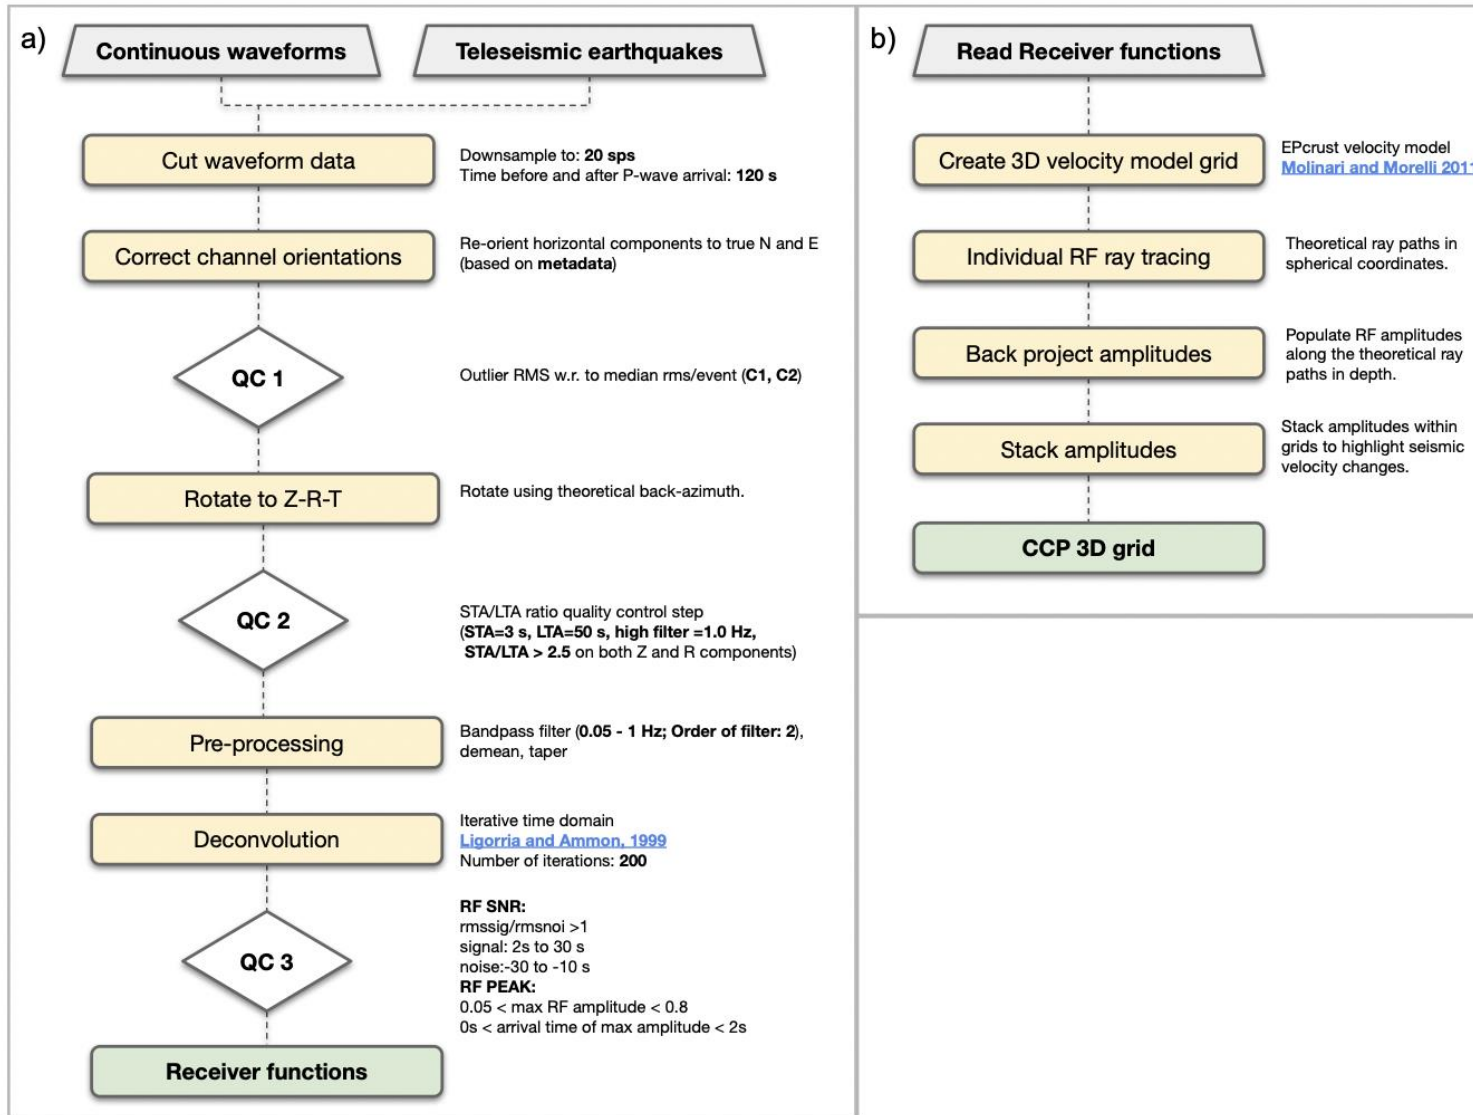 a)
Continuous waveforms
Teleseismic earthquakes
Cut waveform data
Downsample to: 20 sps
Time before and after P-wave arrival: 120 s
Correct channel orientations
Re-orient horizontal components to true N and E
(based on metadata)
QC 1
Outlier RMS w.r. to median rms/event (C1, C2)
Rotate to Z-R-T
Rotate using theoretical back-azimuth.
QC 2
STA/LTA ratio quality control step
(STA=3 s, LTA=50 s, high filter =1.0 Hz,
STA/LTA > 2.5 on both Z and R components)
Pre-processing
Bandpass filter (0.05 - 1 Hz; Order of filter: 2),
demean, taper
Deconvolution
Iterative time domain
Ligorria and Ammon, 1999
Number of iterations: 200
QC 3
RF SNR:
rmssig/rmsnoi >1
signal: 2s to 30 s
noise:-30 to -10 s
RF PEAK:
0.05 < max RF amplitude < 0.8
0s < arrival time of max amplitude < 2s
Receiver functions
b)
Read Receiver functions
Create 3D velocity model grid
EPcrust velocity model
Molinari and Morelli 2011
Individual RF ray tracing
Theoretical ray paths in
spherical coordinates.
Back project amplitudes
Populate RF amplitudes
along the theoretical ray
paths in depth.
Stack amplitudes
Stack amplitudes within
grids to highlight seismic
velocity changes.
CCP 3D grid